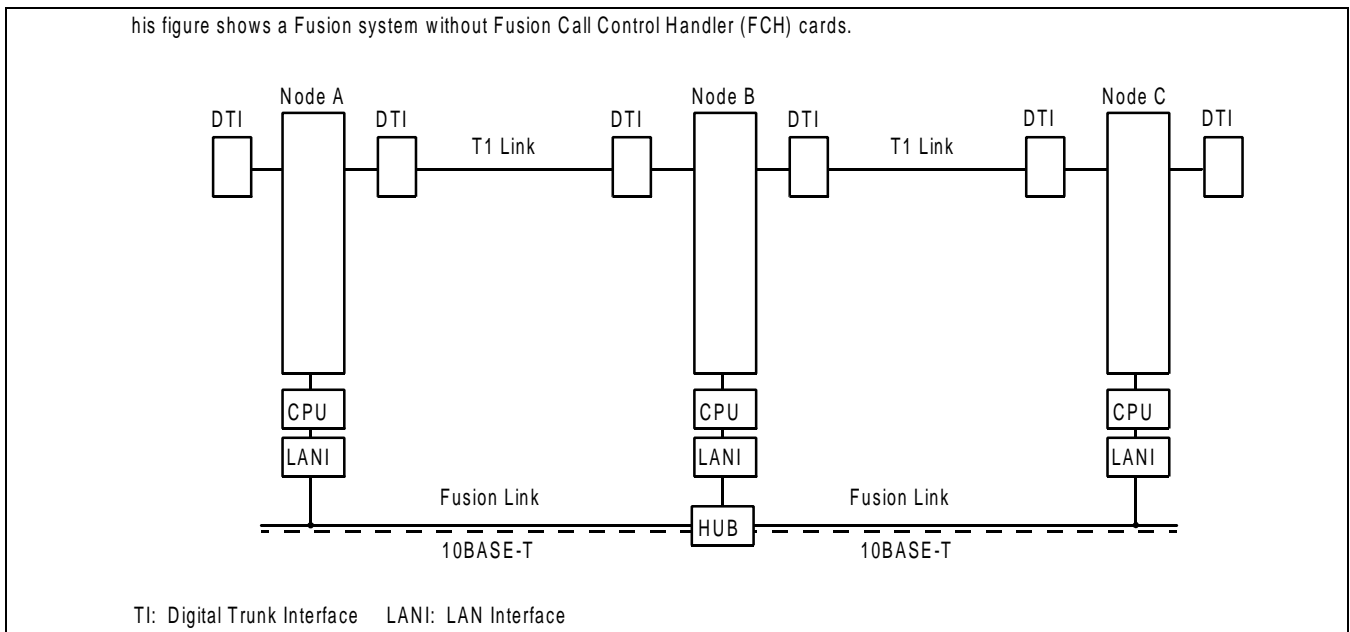 his figure shows a Fusion system without Fusion Call Control Handler (FCH) cards.
Node A Node B Node C
DTI DTI DTI DTI DTI DTI
T1 Link T1 Link
CPU CPU CPU
LANI LANI LANI
Fusion Link Fusion Link
HUB
10BASE-T 10BASE-T
TI: Digital Trunk Interface LANI: LAN Interface